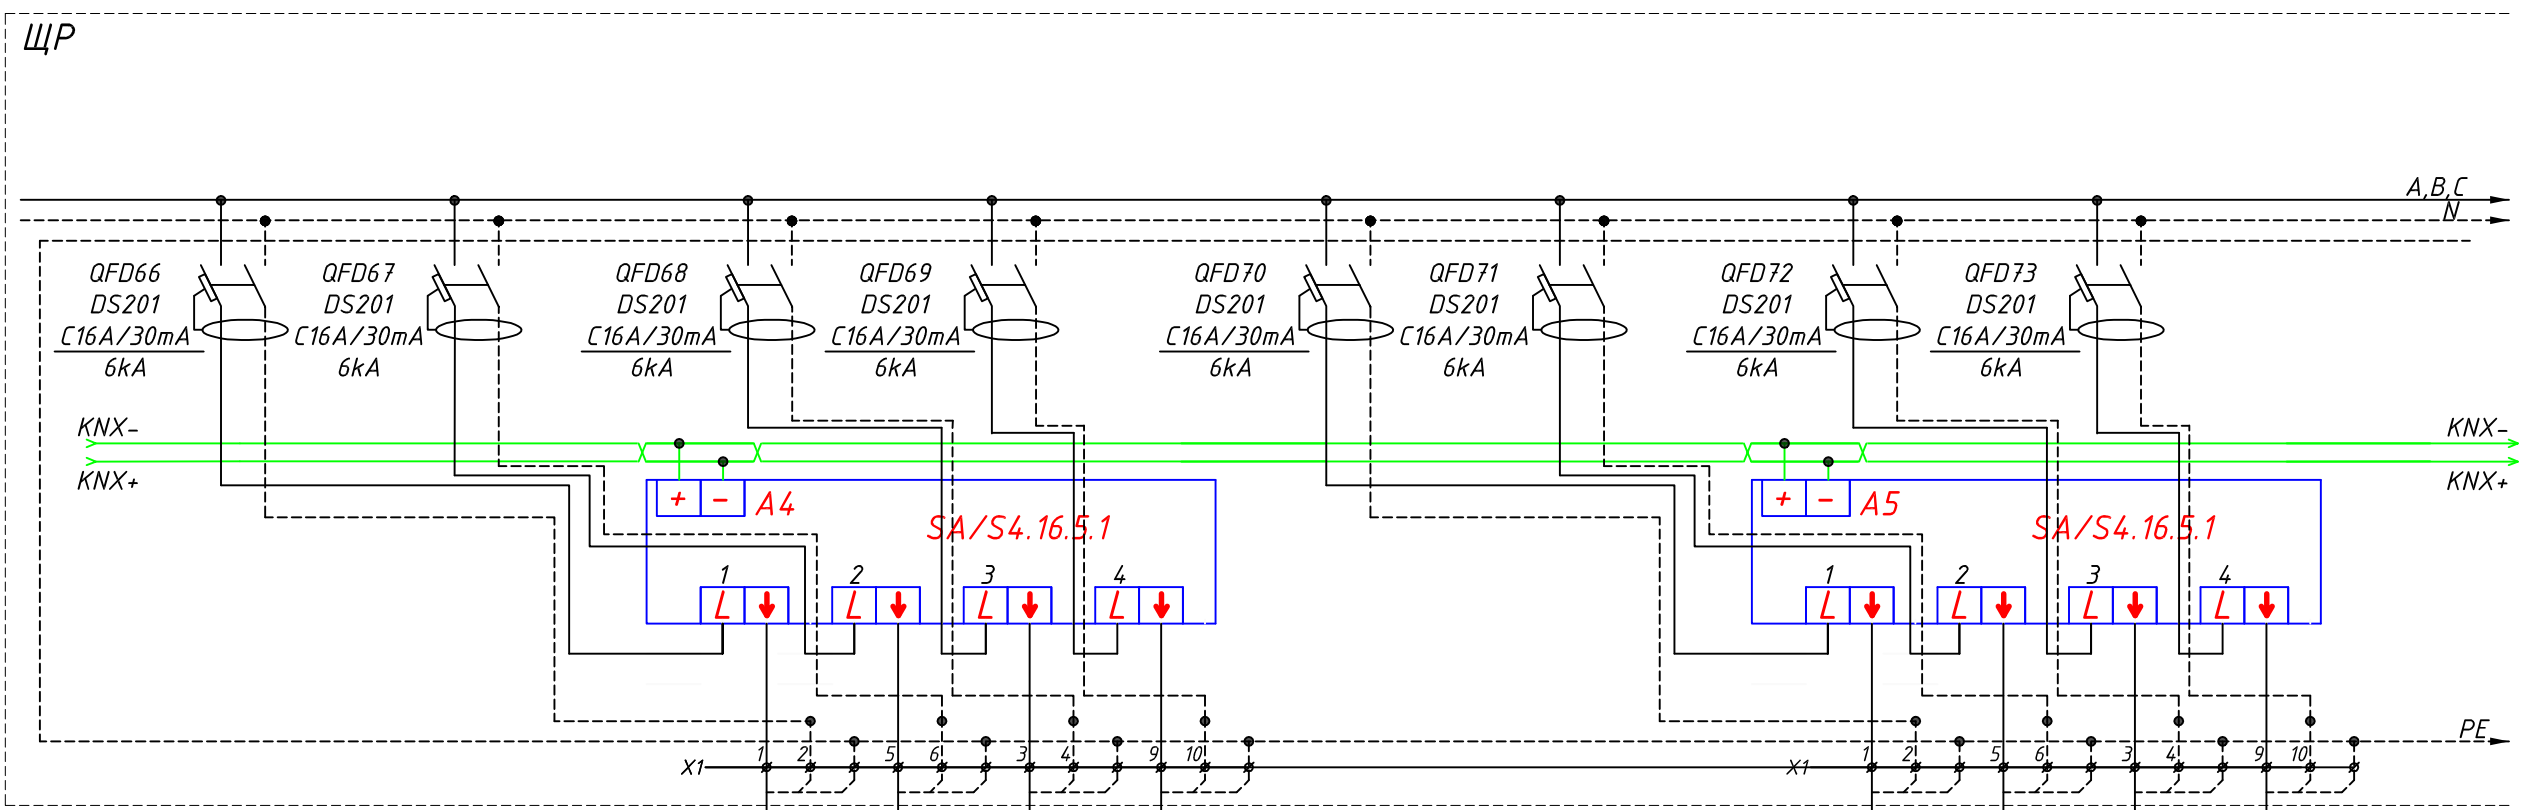 ЩР
A,B,C
N
QFD66
DS201
C16A/30mA
6kA
QFD67
DS201
C16A/30mA
6kA
QFD68
DS201
C16A/30mA
6kA
QFD69
DS201
C16A/30mA
6kA
QFD70
DS201
C16A/30mA
6kA
QFD71
DS201
C16A/30mA
6kA
QFD72
DS201
C16A/30mA
6kA
QFD73
DS201
C16A/30mA
6kA
KNX-
KNX+
KNX-
KNX+
+ - A4
SA/S4.16.5.1
1 2 3 4
L L L L
+ - A5
SA/S4.16.5.1
1 2 3 4
L L L L
PE
X1 1 2 5 6 3 4 9 10
X1 1 2 5 6 3 4 9 10